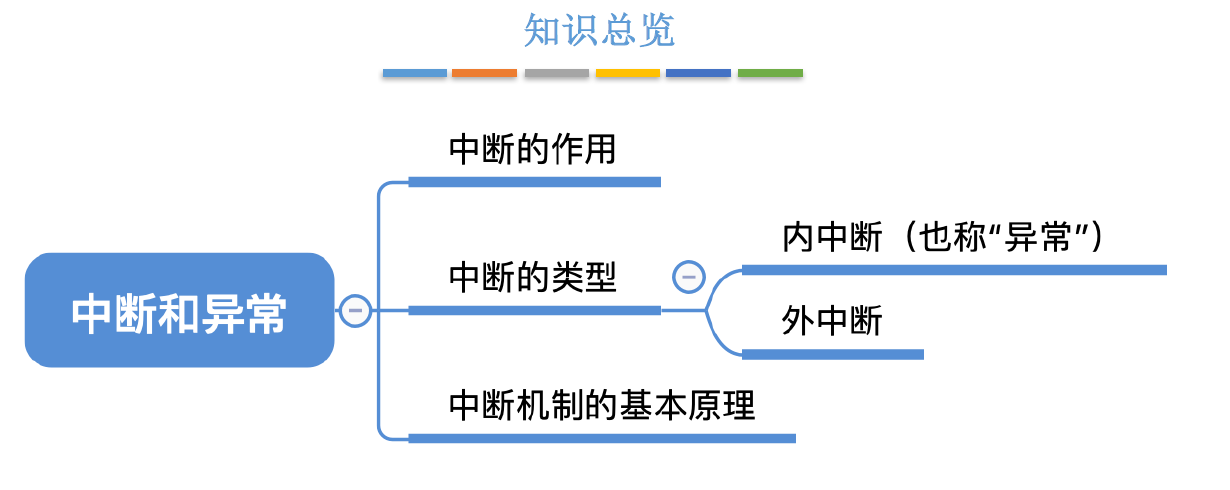 知识总览
中断的作用
内中断（也称“异常”）
中断的类型
中断和异常
外中断
中断机制的基本原理